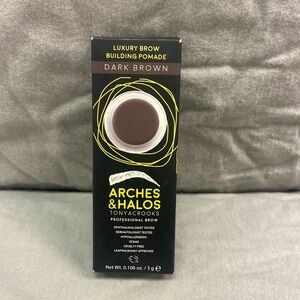 LUXURY BROW
BUILDING POMADE
DARK BROWN
ARCHES
&HALOS
TONYACROOKS
PROFESSIONAL BROW
OPHTHALMOLOGIST TESTED
DERMATOLOGIST TESTED
HYPOALLERGENIC
VEGAN
CRUELTY FREE
LEAPING BUNNY APPROVED
Net Wt. 0.106 oz. / 3 g ℮